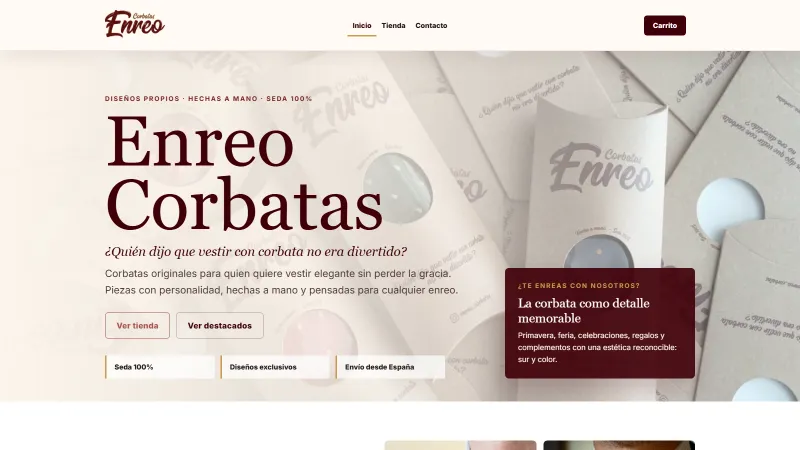 Corbatas
Enreo
Inicio
Tienda
Contacto
Carrito
DISEÑOS PROPIOS · HECHAS A MANO · SEDA 100%
Enreo
Corbatas
¿Quién dijo que vestir con corbata no era divertido?
Corbatas originales para quien quiere vestir elegante sin perder la gracia.
Piezas con personalidad, hechas a mano y pensadas para cualquier enreo.
Ver tienda
Ver destacados
Seda 100%
Diseños exclusivos
Envío desde España
Corbatas
Enreo
Corbatas
Enreo
¿TE ENREAS CON NOSOTROS?
La corbata como detalle
memorable
Primavera, feria, celebraciones, regalos y
complementos con una estética reconocible:
sur y color.